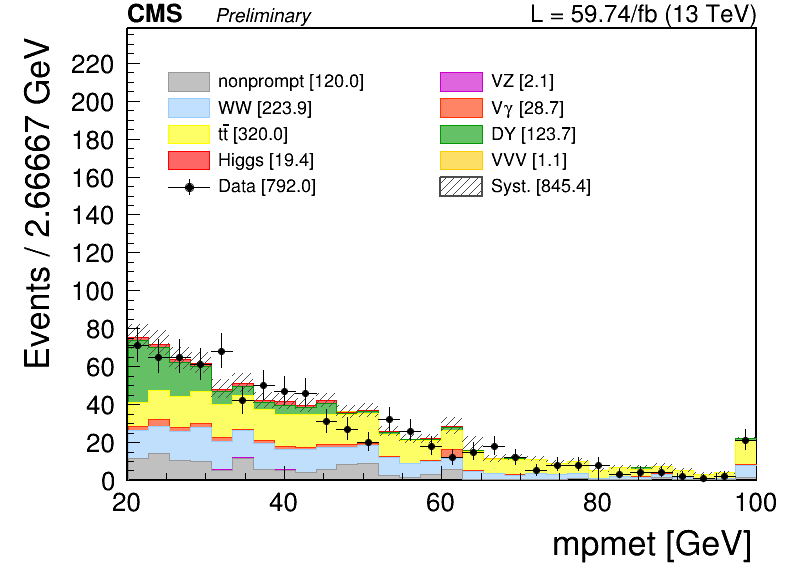 CMS Preliminary L = 59.74/fb (13 TeV)
Events / 2.66667 GeV
220
200
180
160
140
120
100
80
60
40
20
0
nonprompt [120.0]
WW [223.9]
tt̄ [320.0]
Higgs [19.4]
Data [792.0]
VZ [2.1]
Vγ [28.7]
DY [123.7]
VVV [1.1]
Syst. [845.4]
20 40 60 80 100
mpmet [GeV]